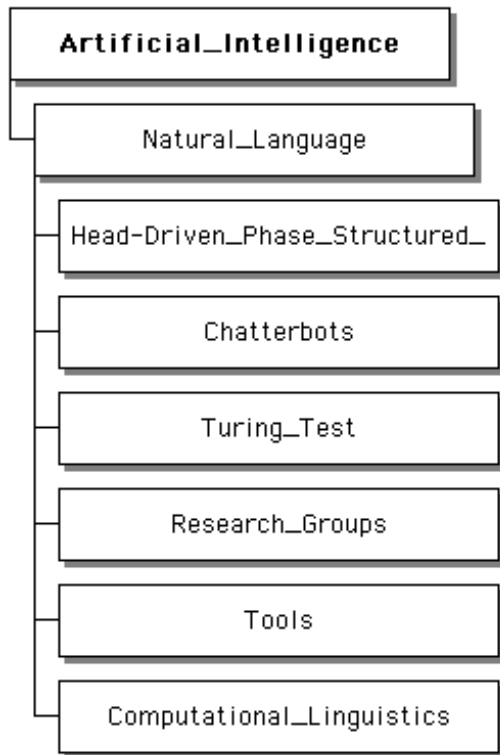 Artificial_Intelligence
Natural_Language
Head-Driven_Phase_Structured_
Chatterbots
Turing_Test
Research_Groups
Tools
Computational_Linguistics